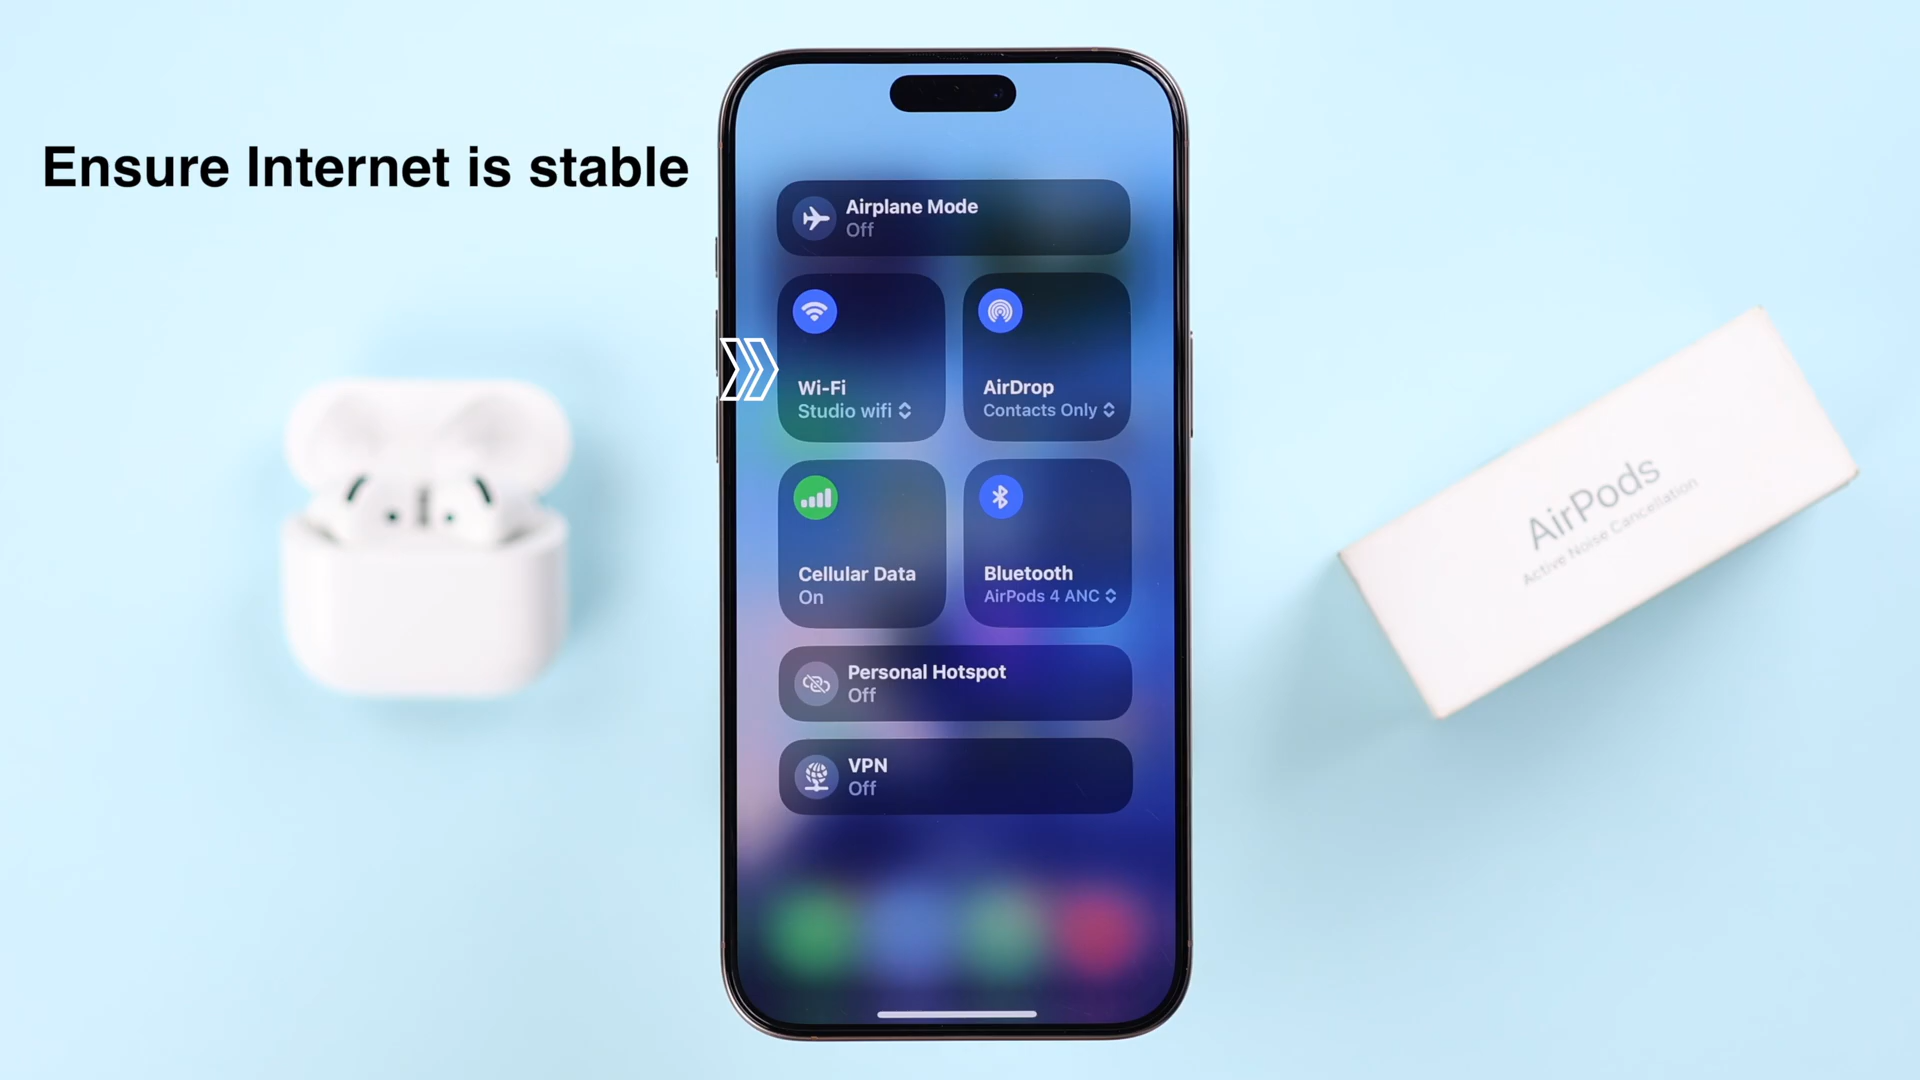 Ensure Internet is stable
Airplane Mode
Off
Wi-Fi
Studio wifi
AirDrop
Contacts Only
Cellular Data
On
Bluetooth
AirPods 4 ANC
Personal Hotspot
Off
VPN
Off
AirPods
Active Noise Cancellation